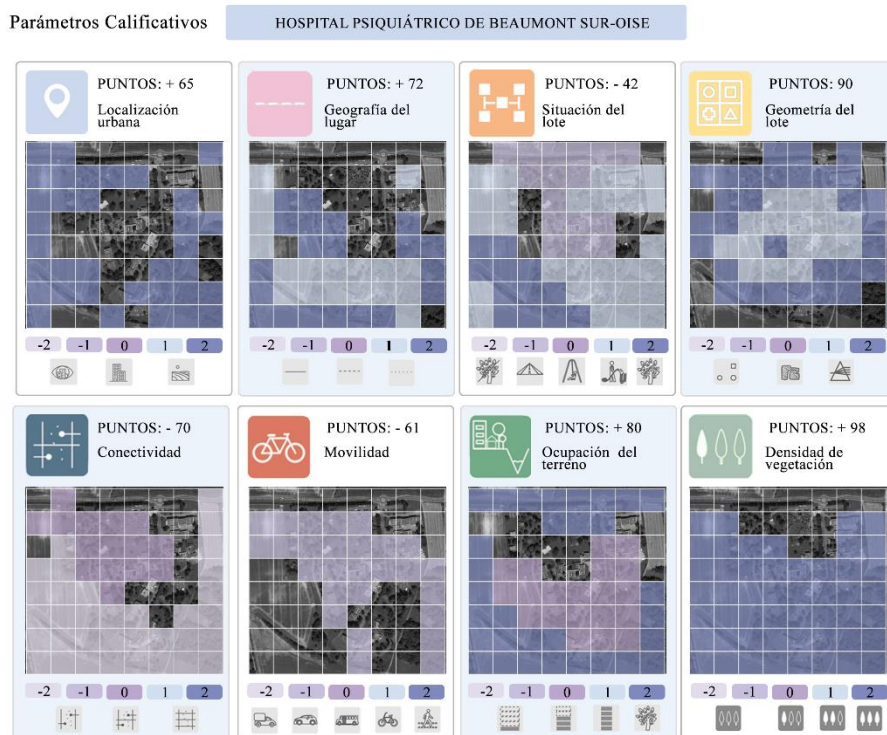 Parámetros Calificativos
HOSPITAL PSIQUIÁTRICO DE BEAUMONT SUR-OISE
PUNTOS: + 65
Localización
urbana
-2 -1 0 1 2
PUNTOS: + 72
Geografía del
lugar
-2 -1 0 1 2
PUNTOS: - 42
Situación del
lote
-2 -1 0 1 2
PUNTOS: 90
Geometría del
lote
-2 -1 0 1 2
PUNTOS: - 70
Conectividad
-2 -1 0 1 2
PUNTOS: - 61
Movilidad
-2 -1 0 1 2
PUNTOS: + 80
Ocupación del
terreno
-2 -1 0 1 2
PUNTOS: + 98
Densidad de
vegetación
-2 -1 0 1 2